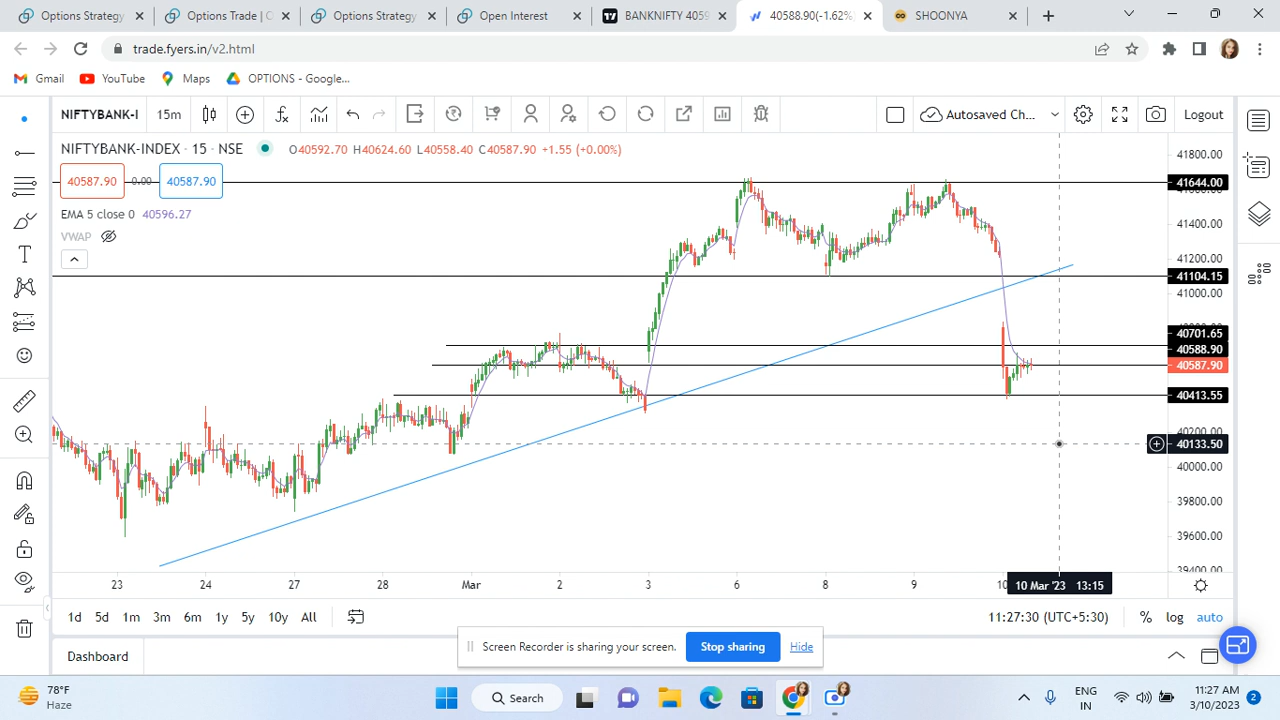 Options Strategy
Options Trade | O
Options Strategy
Open Interest
BANKNIFTY 4059
40588.90(-1.62%)
SHOONYA
trade.fyers.in/v2.html
Gmail
YouTube
Maps
OPTIONS - Google...
NIFTYBANK-I
15m
Autosaved Ch...
Logout
NIFTYBANK-INDEX · 15 · NSE
O40592.70 H40624.60 L40558.40 C40587.90 +1.55 (+0.00%)
40587.90
0.00
40587.90
EMA 5 close 0 40596.27
VWAP
41800.00
41644.00
41400.00
41200.00
41104.15
41000.00
40701.65
40588.90
40587.90
40413.55
40200.00
40133.50
40000.00
39800.00
39600.00
39400.00
23
24
27
28
Mar
2
3
6
8
9
10
10 Mar '23 13:15
1d
5d
1m
3m
6m
1y
5y
10y
All
11:27:30 (UTC+5:30)
%
log
auto
Screen Recorder is sharing your screen.
Stop sharing
Hide
Dashboard
78°F
Haze
Search
ENG
IN
11:27 AM
3/10/2023
2